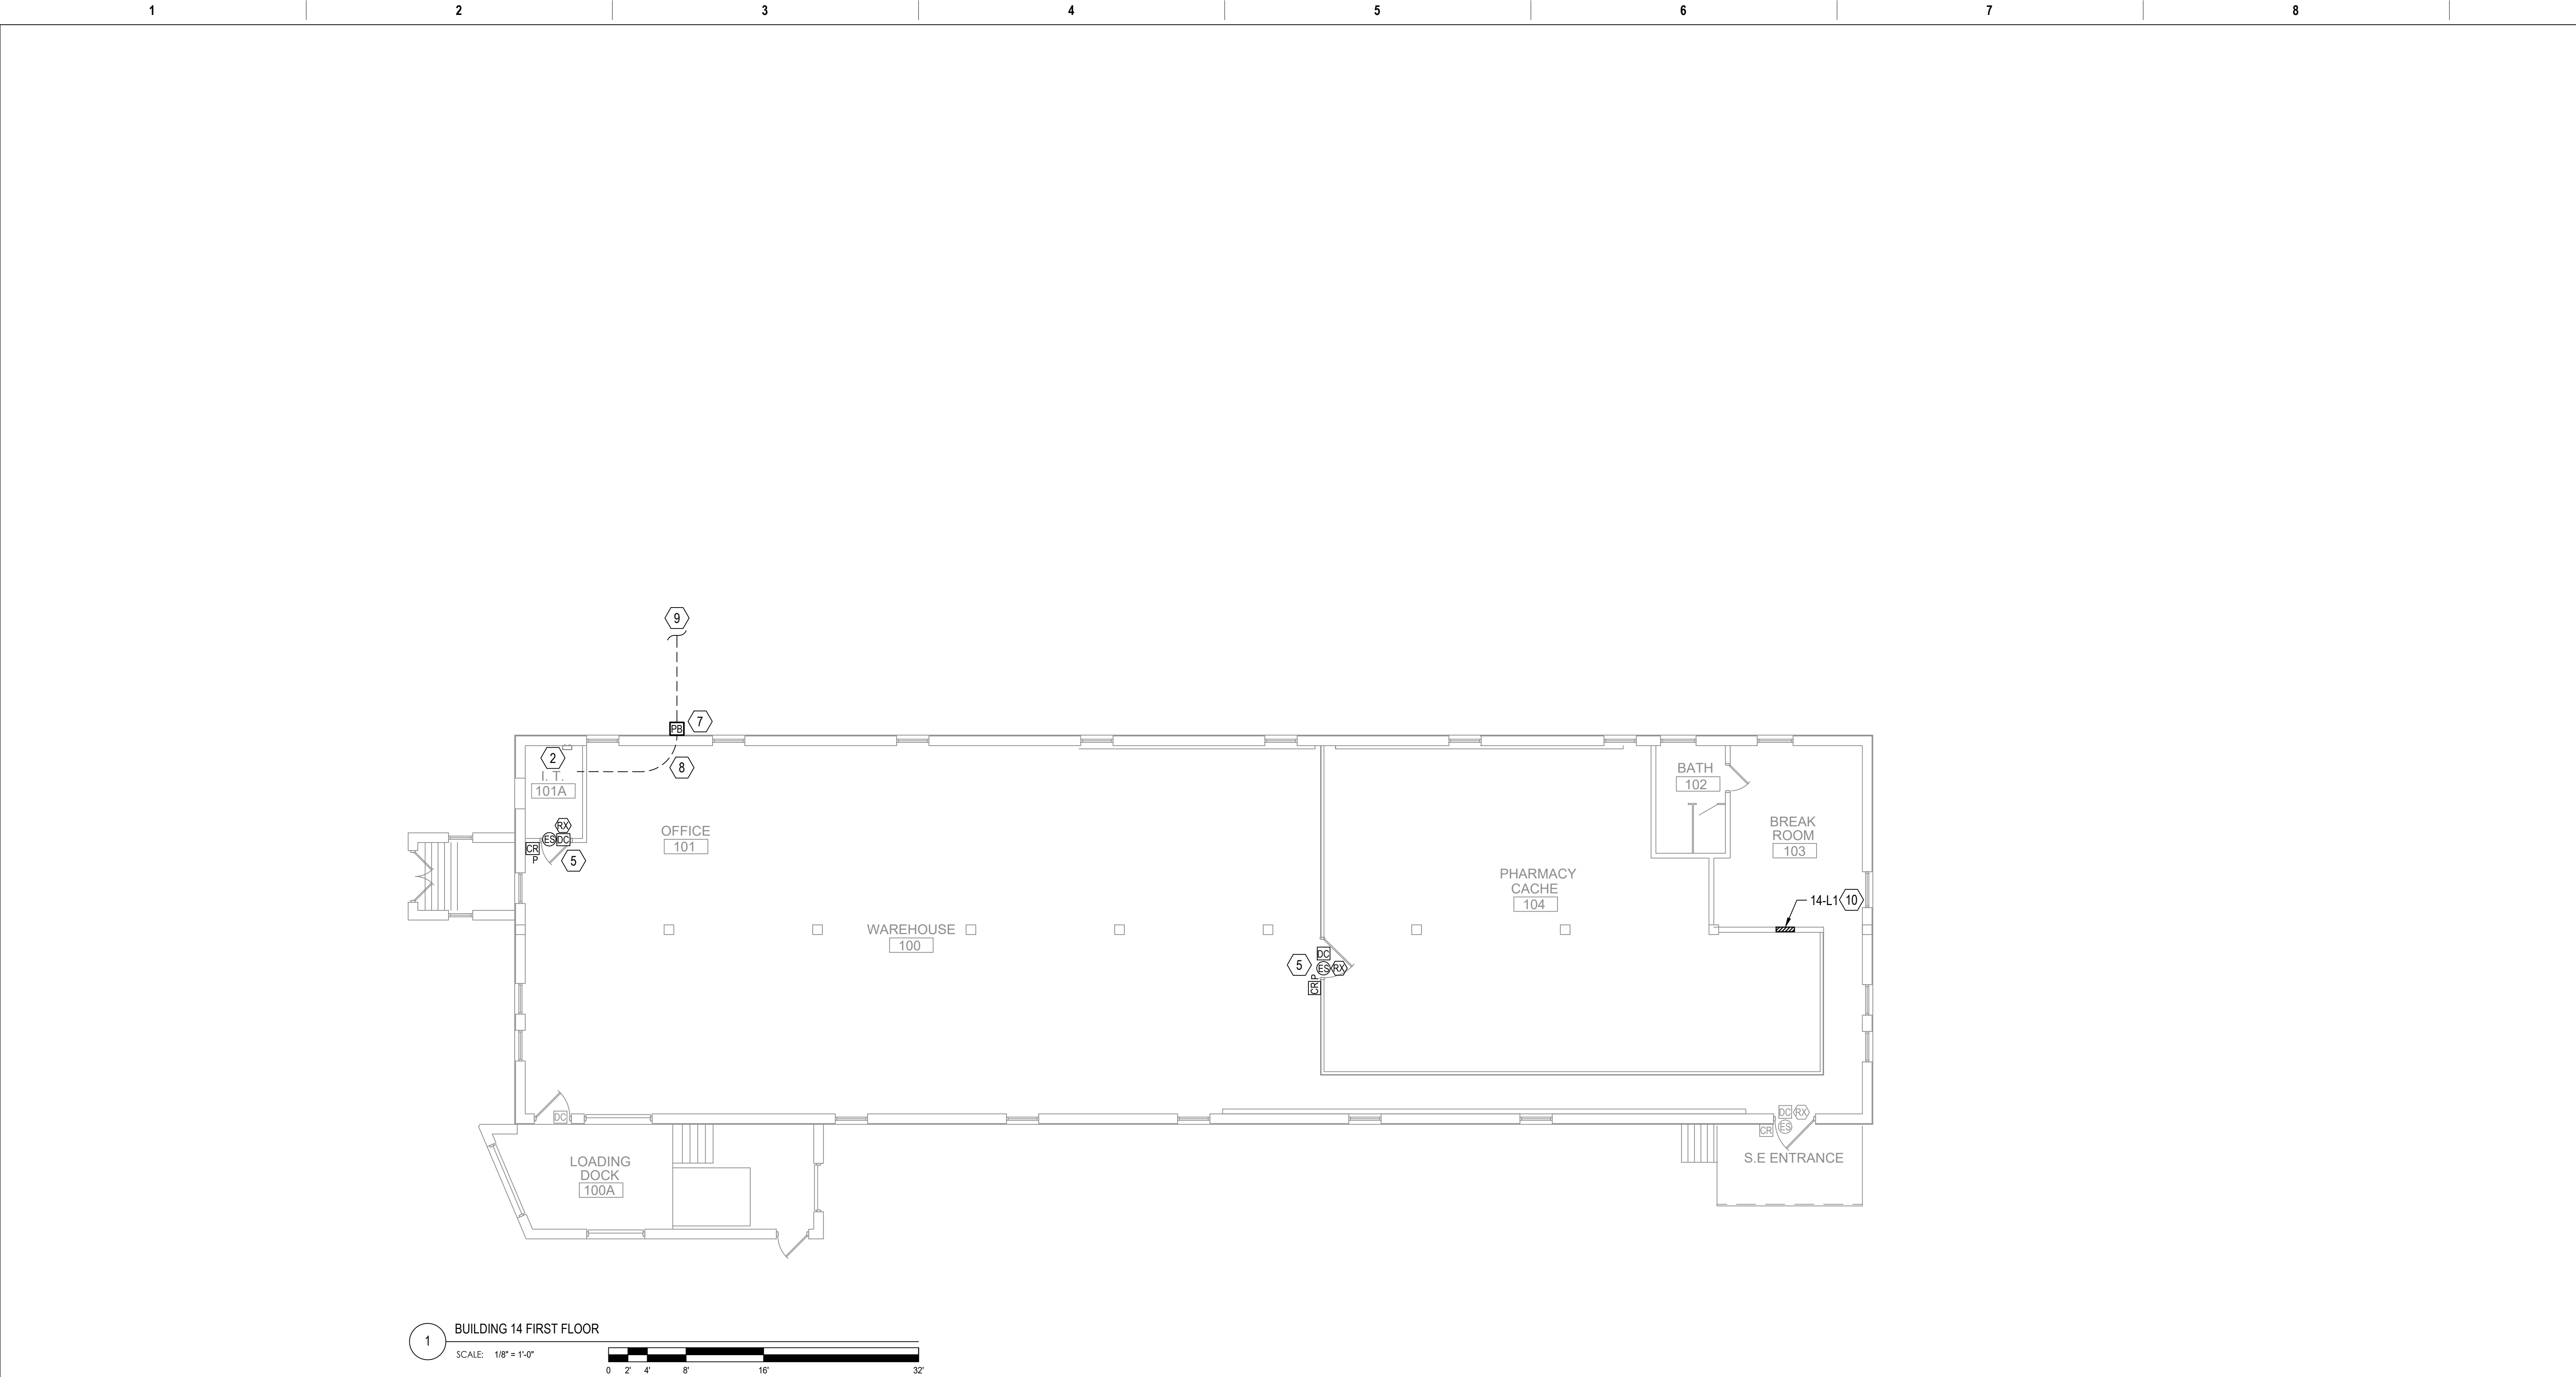 1 2 3 4 5 6 7 8
9
PB 7
8
2
I. T.
101A
RX
ES DC
CR
P
5
OFFICE
101
WAREHOUSE
100
BATH
102
BREAK
ROOM
103
PHARMACY
CACHE
104
14-L1 10
DC
5 ES RX
P
CR
DC
DC RX
ES
CR
S.E ENTRANCE
LOADING
DOCK
100A
1
BUILDING 14 FIRST FLOOR
SCALE: 1/8" = 1'-0"
0 2' 4' 8' 16' 32'